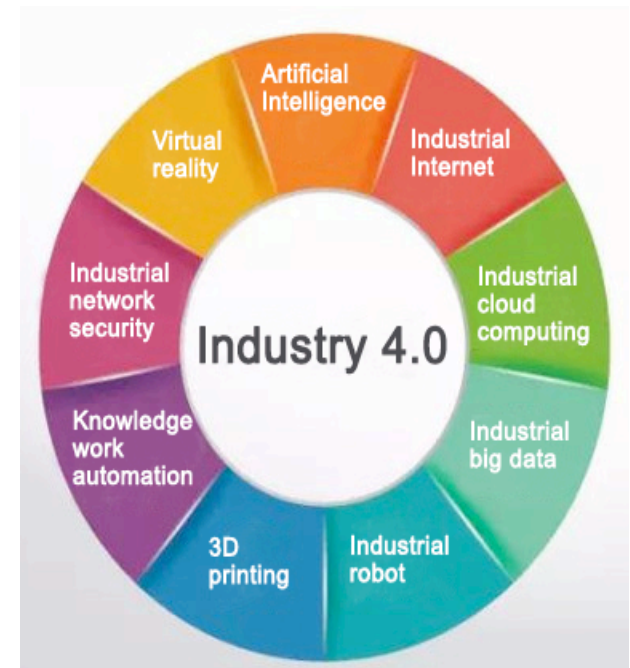 Artificial
Intelligence
Industrial
Internet
Industrial
cloud
computing
Industrial
big data
Industrial
robot
3D
printing
Knowledge
work
automation
Industrial
network
security
Virtual
reality
Industry 4.0